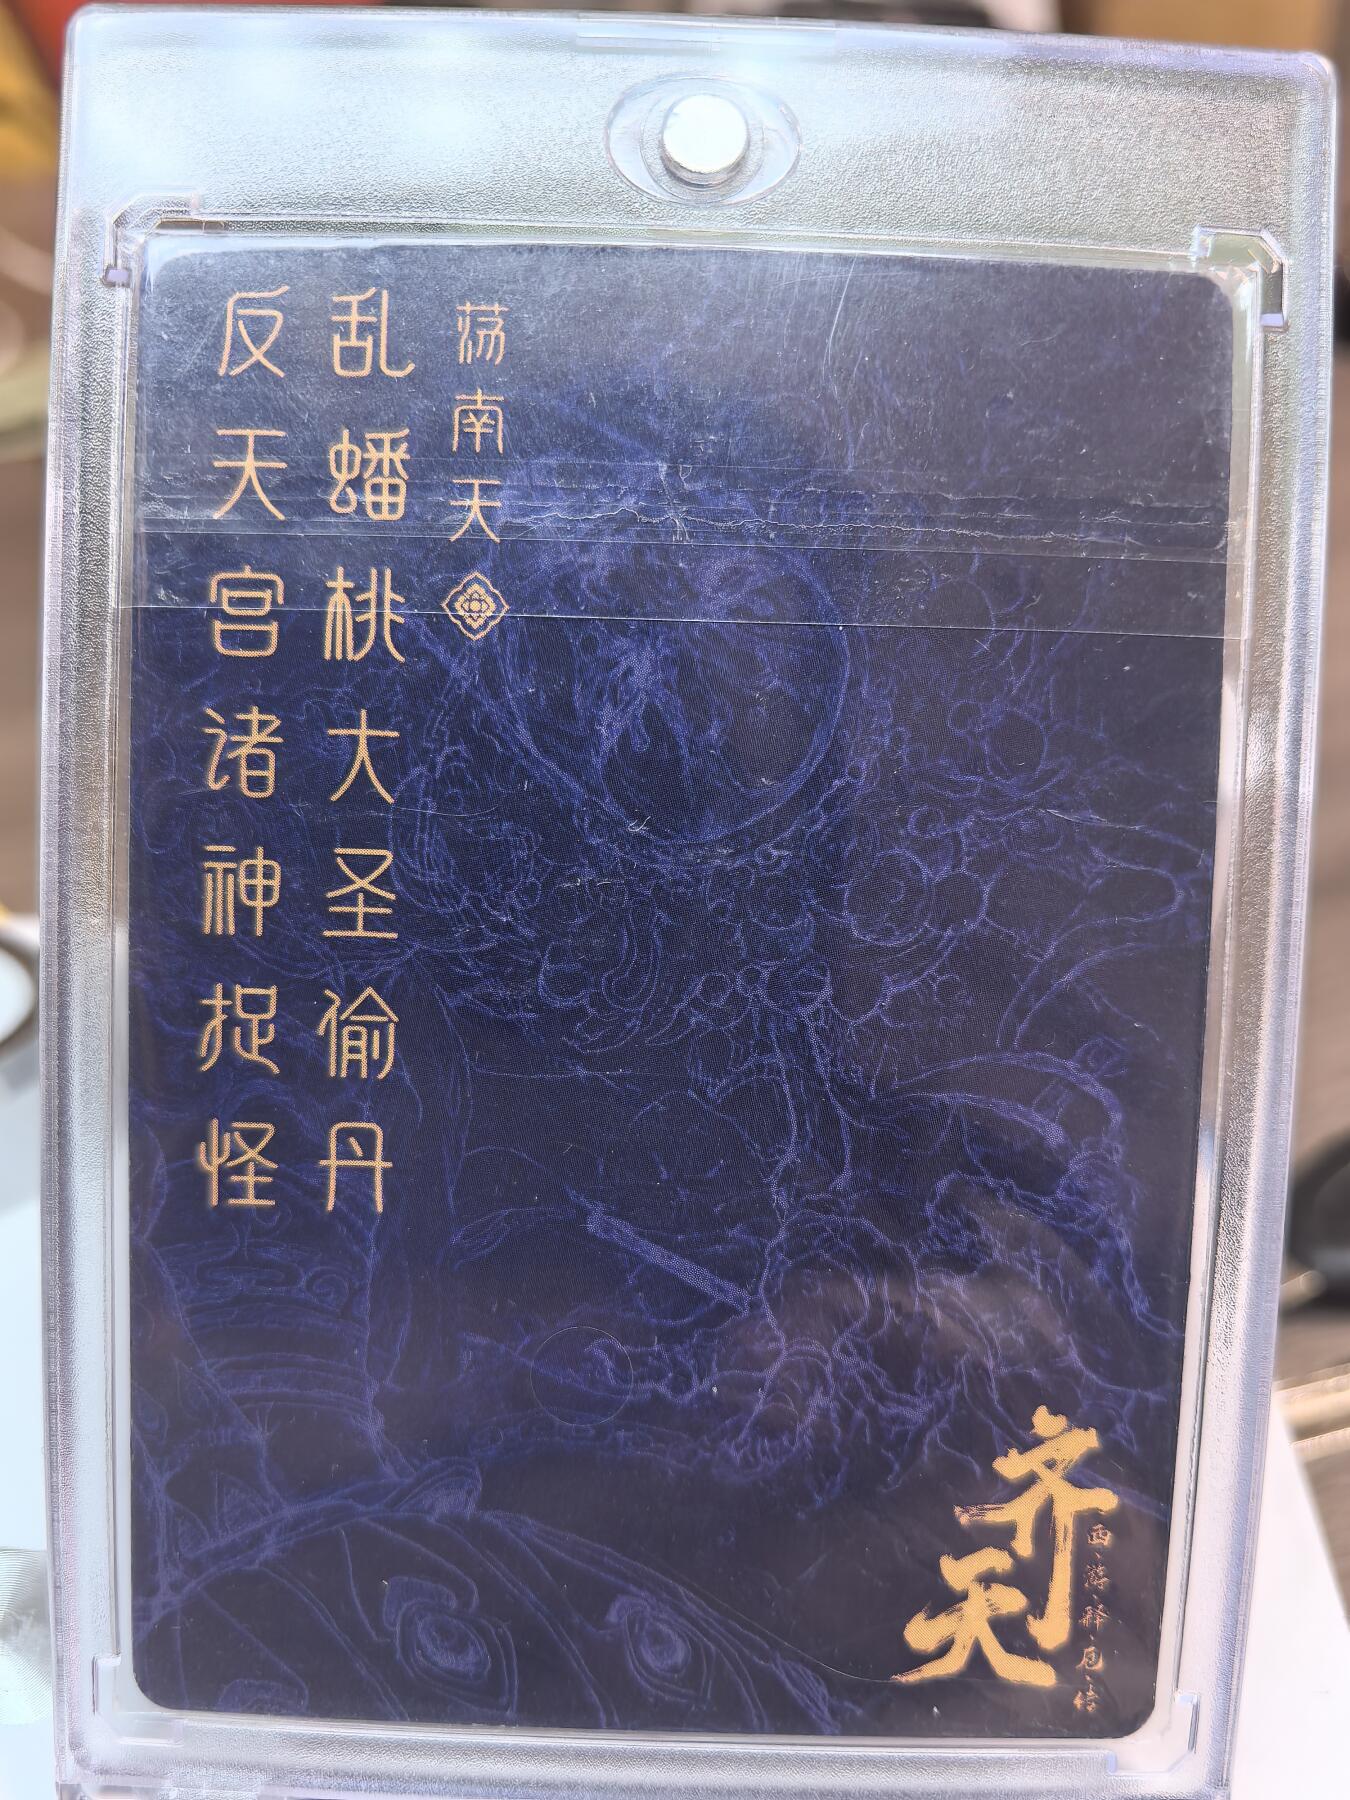 荡南天
乱蟠桃大圣偷丹
反天宫诸神捉怪
齐天
西·游·释·厄·传